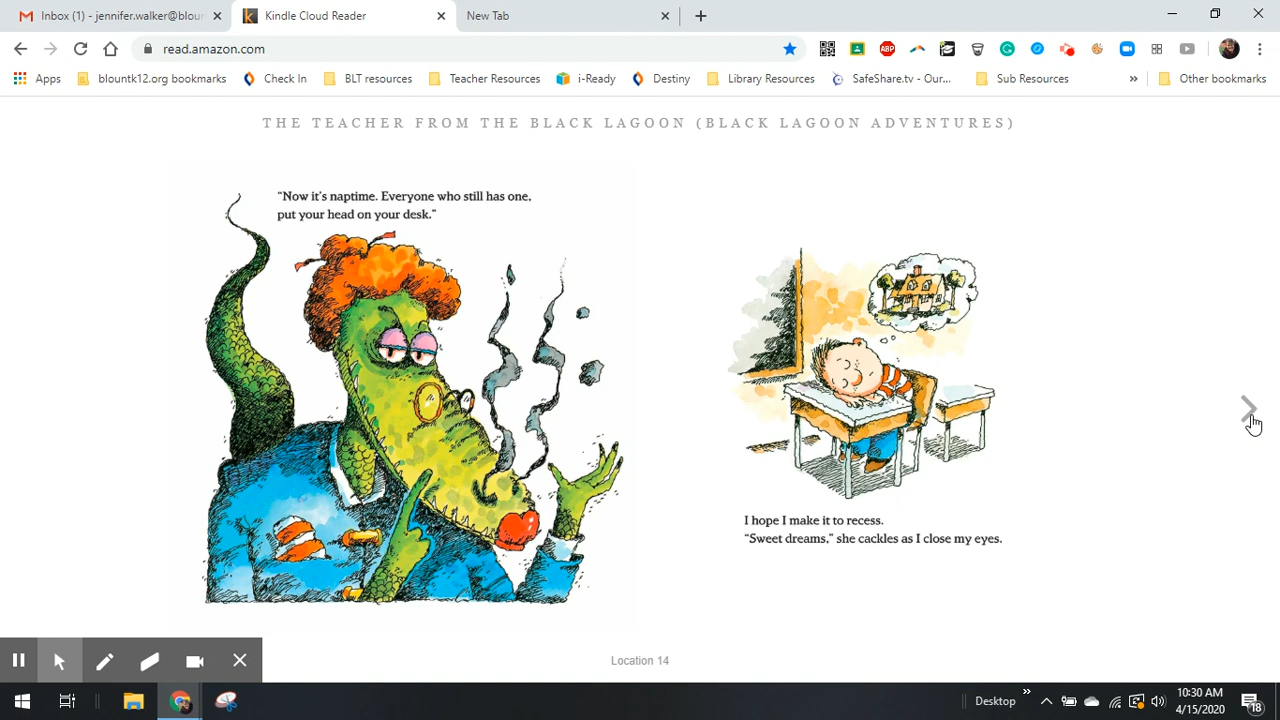 Inbox (1) - jennifer.walker@blour
Kindle Cloud Reader
New Tab
read.amazon.com
ABP
Apps
blountk12.org bookmarks
Check In
BLT resources
Teacher Resources
i-Ready
Destiny
Library Resources
SafeShare.tv - Our...
Sub Resources
»
Other bookmarks
THE TEACHER FROM THE BLACK LAGOON (BLACK LAGOON ADVENTURES)
“Now it’s naptime. Everyone who still has one,
put your head on your desk.”
I hope I make it to recess.
“Sweet dreams,” she cackles as I close my eyes.
Location 14
Desktop
10:30 AM
4/15/2020
18